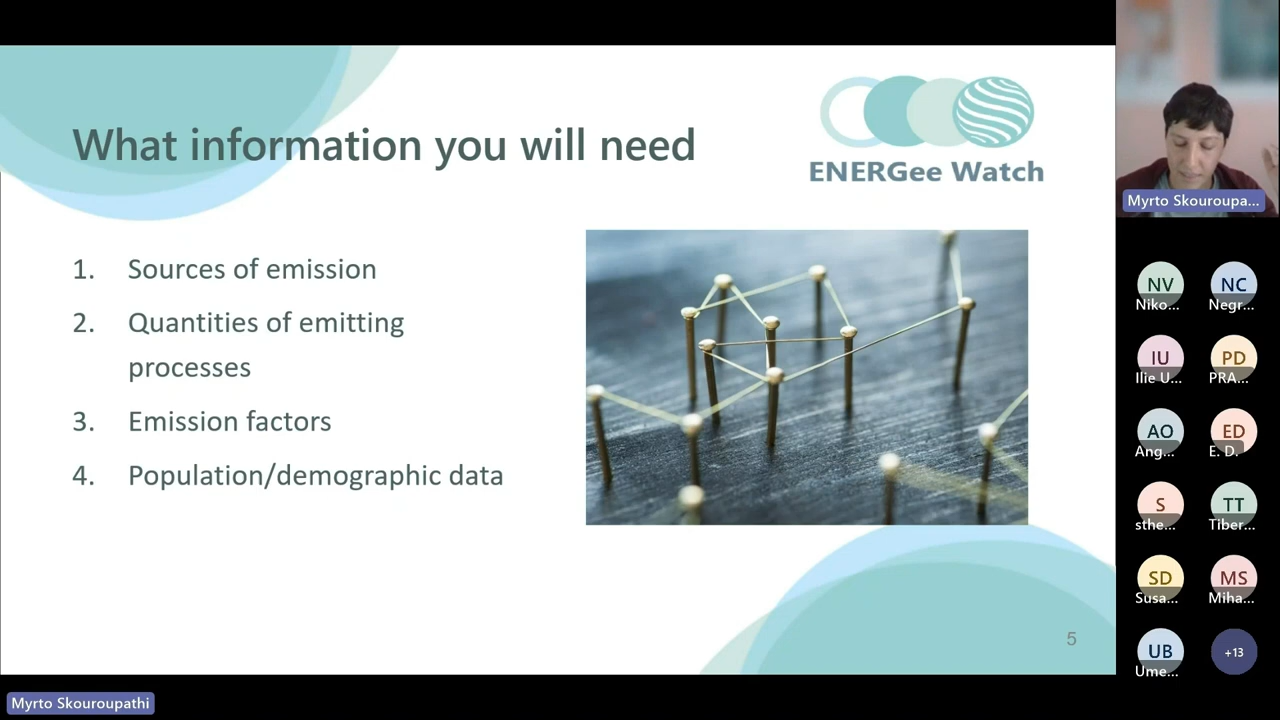 What information you will need
ENERGee Watch
1. Sources of emission
2. Quantities of emitting
processes
3. Emission factors
4. Population/demographic data
5
Myrto Skouroupathi
Myrto Skouroupa...
NV
Niko...
NC
Negr...
IU
Ilie U...
PD
PRA...
AO
Ang...
ED
E. D.
S
sthe...
TT
Tiber...
SD
Susa...
MS
Miha...
UB
Ume...
+13